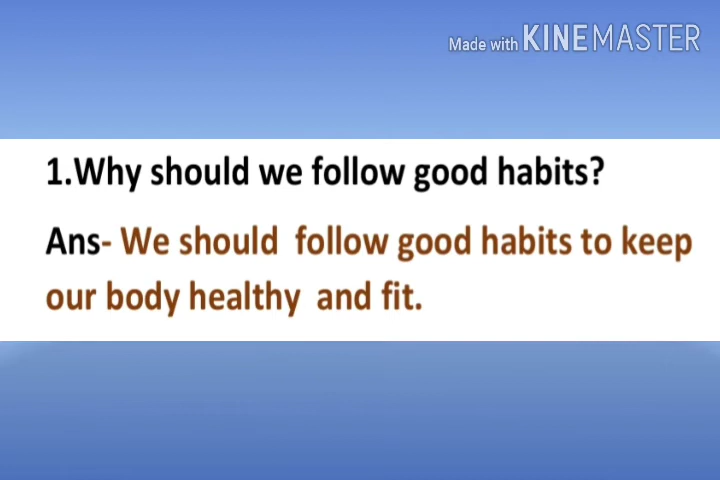 Made with KINEMASTER
1.Why should we follow good habits?
Ans- We should follow good habits to keep
our body healthy and fit.